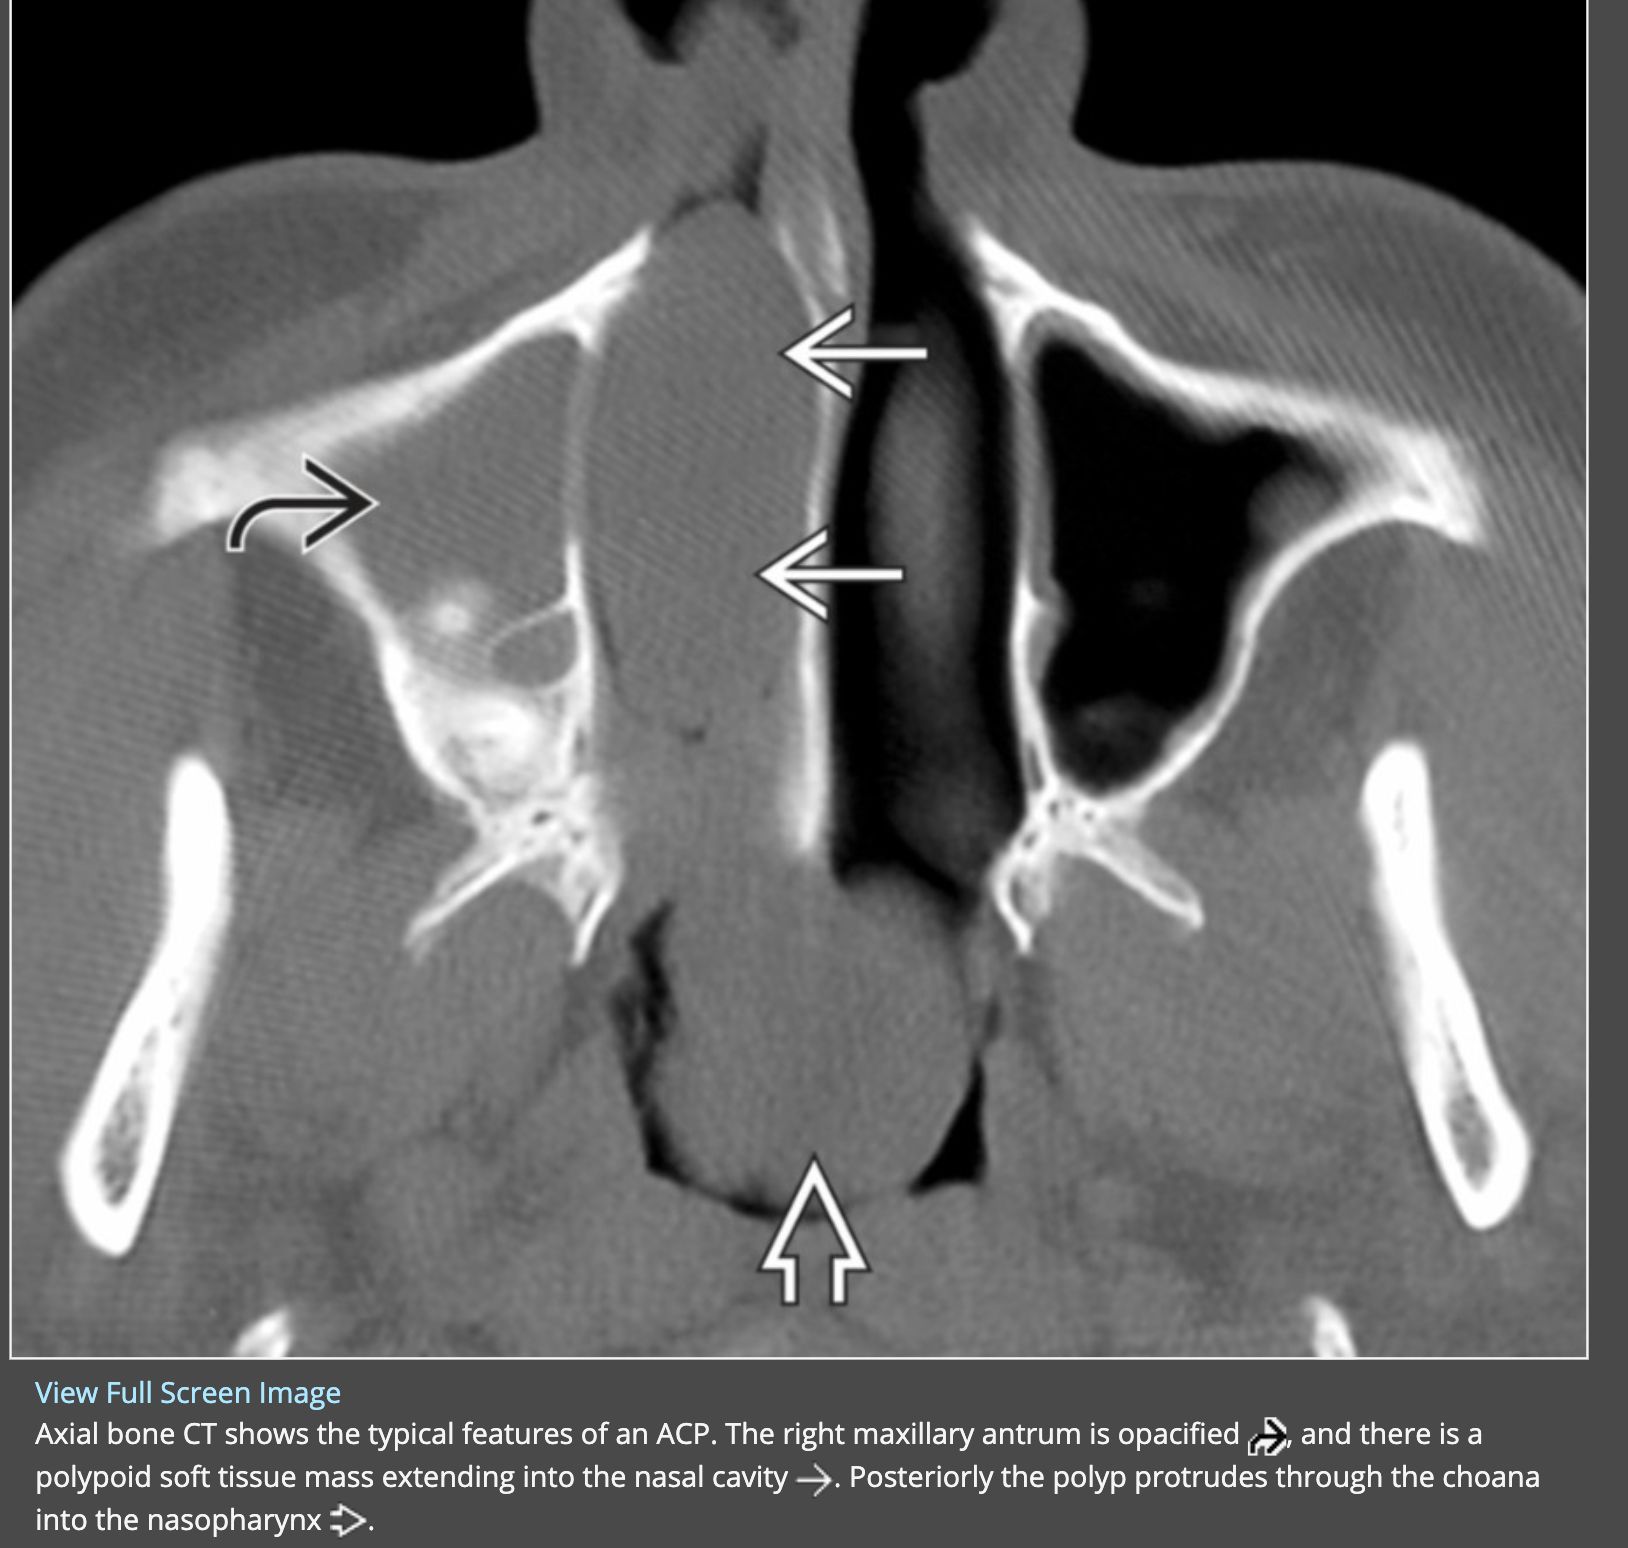 View Full Screen Image
Axial bone CT shows the typical features of an ACP. The right maxillary antrum is opacified , and there is a
polypoid soft tissue mass extending into the nasal cavity . Posteriorly the polyp protrudes through the choana
into the nasopharynx .